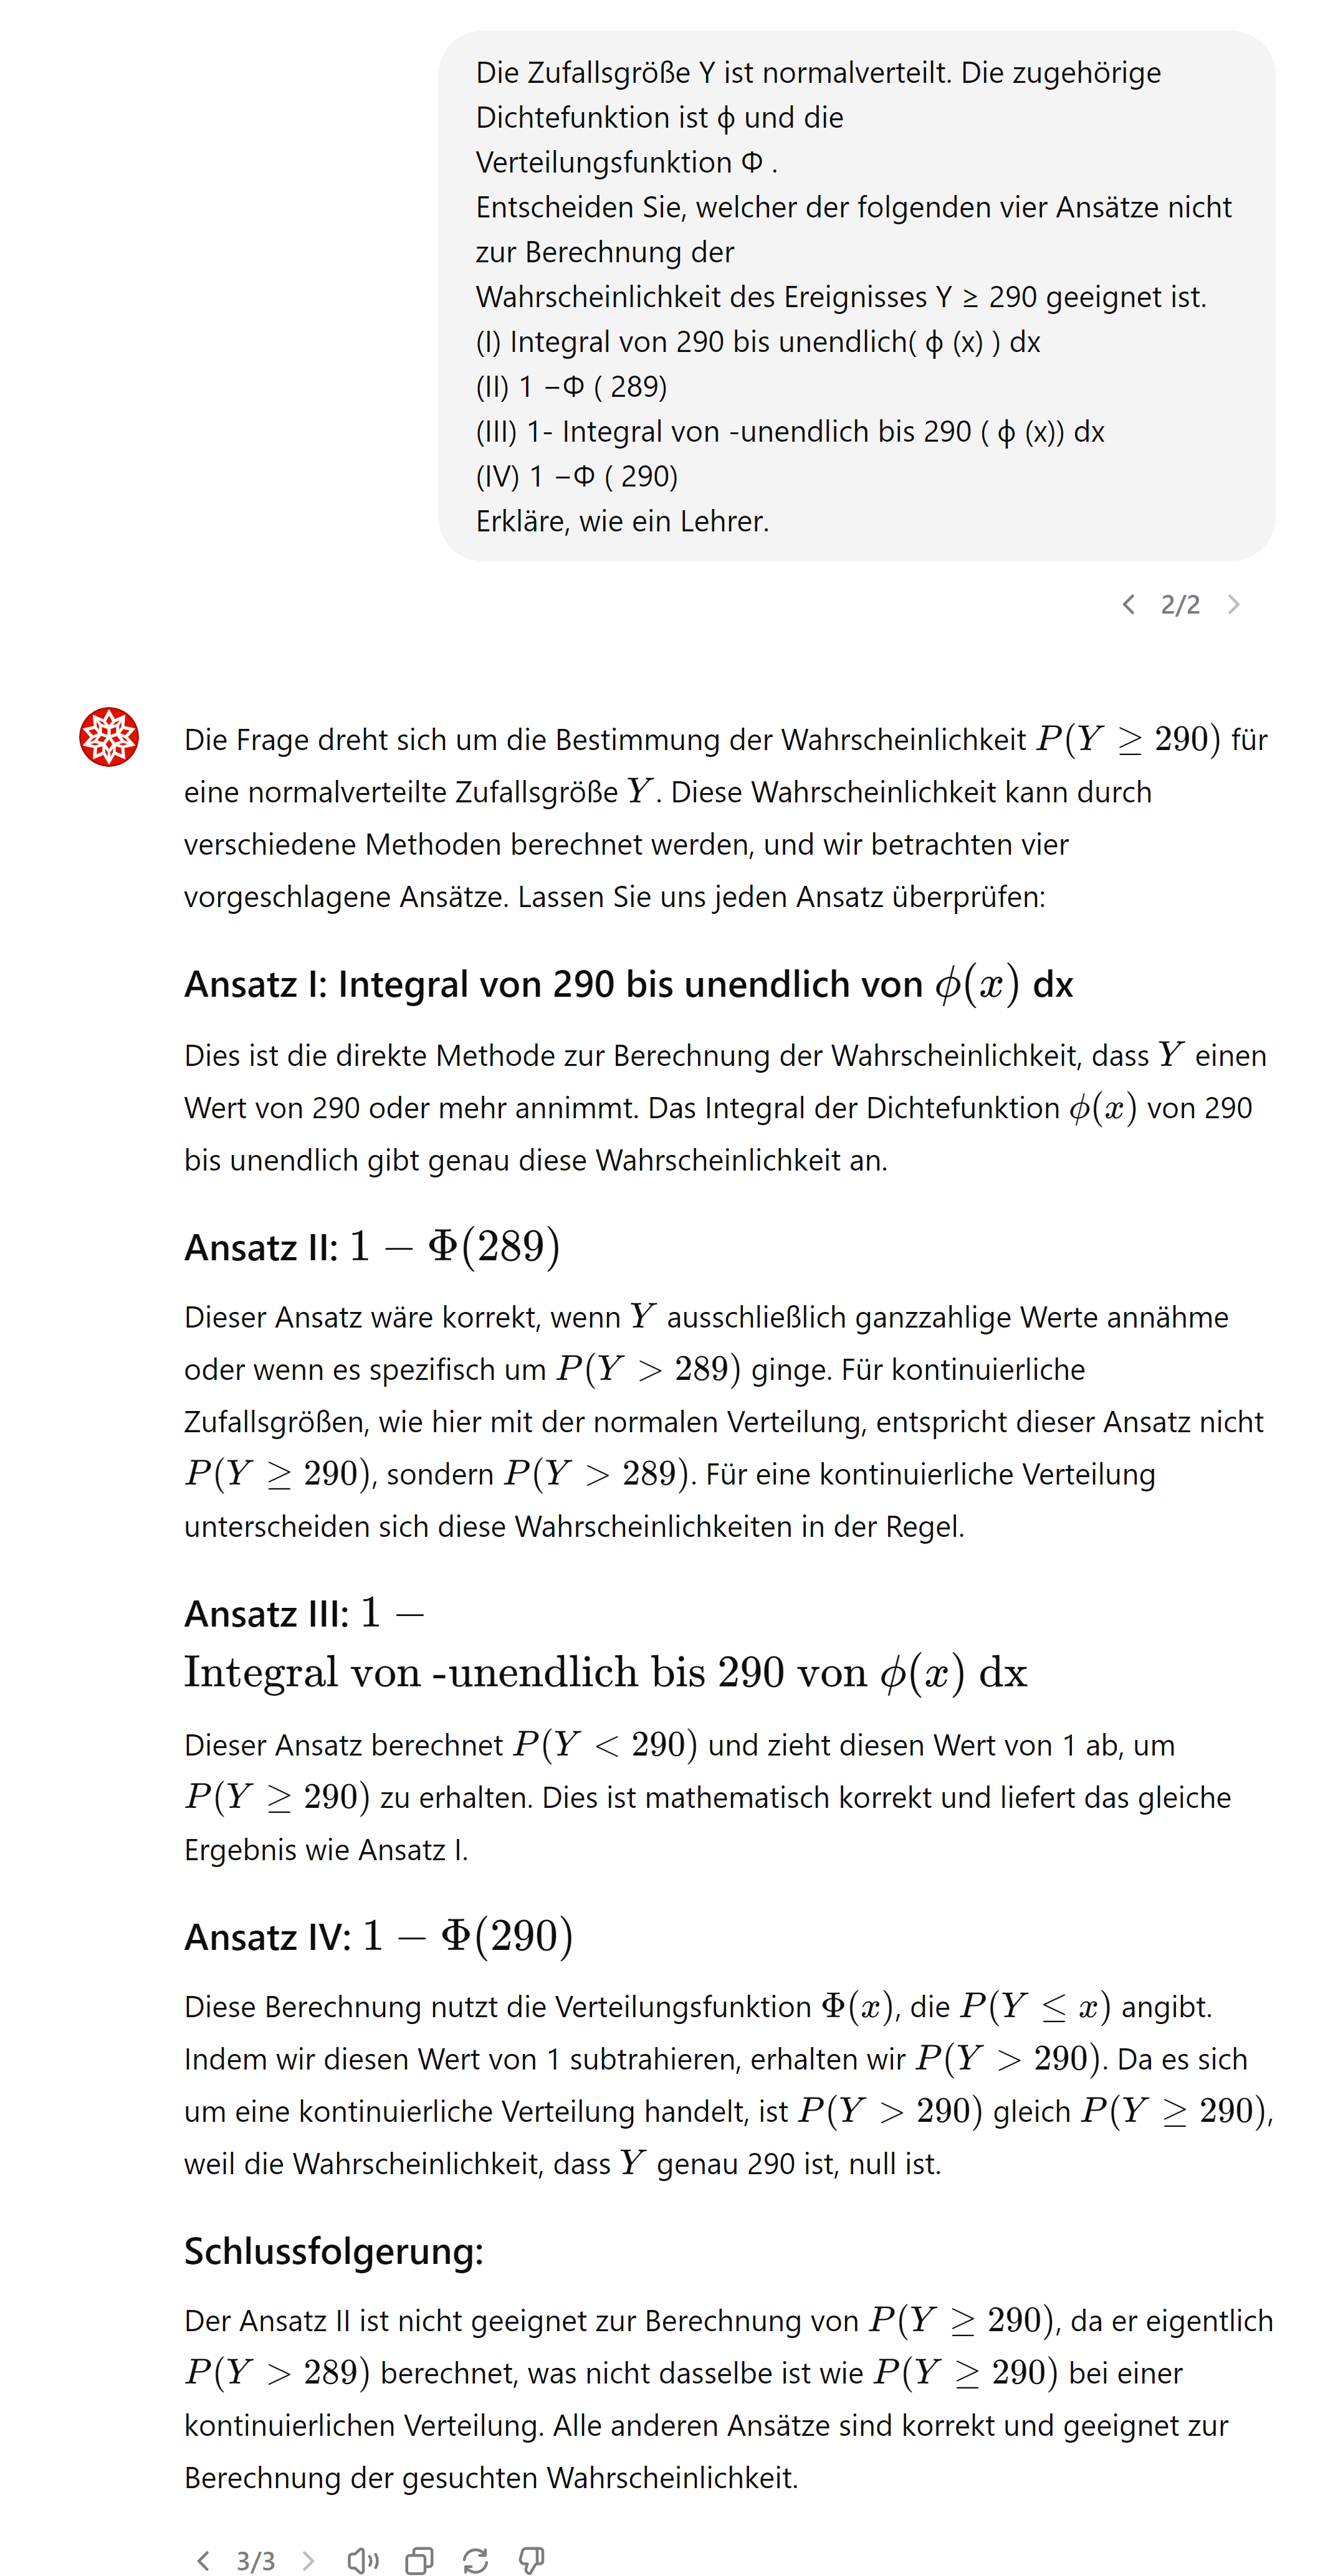 Die Zufallsgröße Y ist normalverteilt. Die zugehörige
Dichtefunktion ist ϕ und die
Verteilungsfunktion Φ .
Entscheiden Sie, welcher der folgenden vier Ansätze nicht
zur Berechnung der
Wahrscheinlichkeit des Ereignisses Y ≥ 290 geeignet ist.
(I) Integral von 290 bis unendlich( ϕ (x) ) dx
(II) 1 −Φ ( 289)
(III) 1- Integral von -unendlich bis 290 ( ϕ (x)) dx
(IV) 1 −Φ ( 290)
Erkläre, wie ein Lehrer.
2/2
Die Frage dreht sich um die Bestimmung der Wahrscheinlichkeit P(Y ≥ 290) für
eine normalverteilte Zufallsgröße Y. Diese Wahrscheinlichkeit kann durch
verschiedene Methoden berechnet werden, und wir betrachten vier
vorgeschlagene Ansätze. Lassen Sie uns jeden Ansatz überprüfen:
Ansatz I: Integral von 290 bis unendlich von ϕ(x) dx
Dies ist die direkte Methode zur Berechnung der Wahrscheinlichkeit, dass Y einen
Wert von 290 oder mehr annimmt. Das Integral der Dichtefunktion ϕ(x) von 290
bis unendlich gibt genau diese Wahrscheinlichkeit an.
Ansatz II: 1 − Φ(289)
Dieser Ansatz wäre korrekt, wenn Y ausschließlich ganzzahlige Werte annähme
oder wenn es spezifisch um P(Y > 289) ginge. Für kontinuierliche
Zufallsgrößen, wie hier mit der normalen Verteilung, entspricht dieser Ansatz nicht
P(Y ≥ 290), sondern P(Y > 289). Für eine kontinuierliche Verteilung
unterscheiden sich diese Wahrscheinlichkeiten in der Regel.
Ansatz III: 1 −
Integral von -unendlich bis 290 von ϕ(x) dx
Dieser Ansatz berechnet P(Y < 290) und zieht diesen Wert von 1 ab, um
P(Y ≥ 290) zu erhalten. Dies ist mathematisch korrekt und liefert das gleiche
Ergebnis wie Ansatz I.
Ansatz IV: 1 − Φ(290)
Diese Berechnung nutzt die Verteilungsfunktion Φ(x), die P(Y ≤ x) angibt.
Indem wir diesen Wert von 1 subtrahieren, erhalten wir P(Y > 290). Da es sich
um eine kontinuierliche Verteilung handelt, ist P(Y > 290) gleich P(Y ≥ 290),
weil die Wahrscheinlichkeit, dass Y genau 290 ist, null ist.
Schlussfolgerung:
Der Ansatz II ist nicht geeignet zur Berechnung von P(Y ≥ 290), da er eigentlich
P(Y > 289) berechnet, was nicht dasselbe ist wie P(Y ≥ 290) bei einer
kontinuierlichen Verteilung. Alle anderen Ansätze sind korrekt und geeignet zur
Berechnung der gesuchten Wahrscheinlichkeit.
3/3